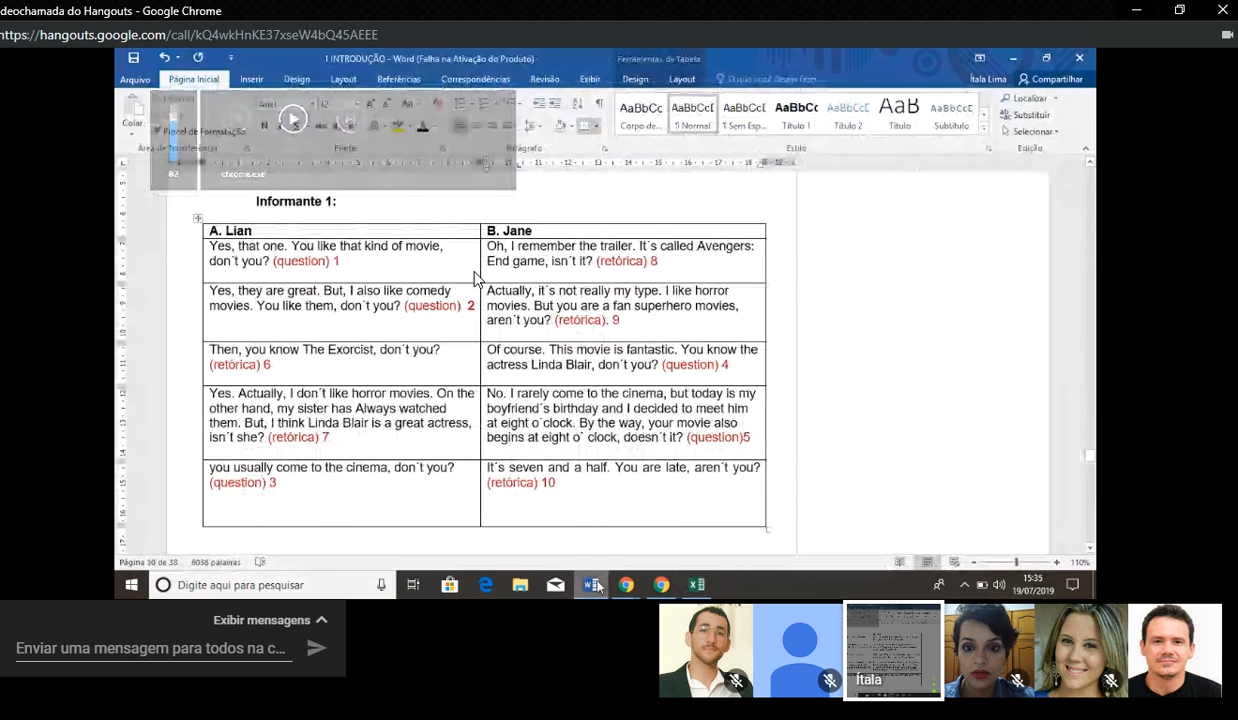 deochamada do Hangouts - Google Chrome
https://hangouts.google.com/call/kQ4wkHnKE37xseW4bQ45AEEE
1 INTRODUÇÃO - Word (Falha na Ativação do Produto) -
Ferramentas de Tabela
Arquivo Página Inicial Inserir Design Layout Referências Correspondências Revisão Exibir Design Layout
Ítala Lima Compartilhar
Colar
Pincel de Formatação
Área de Transferência
Fonte
Parágrafo
AaBbCc AaBbCcI AaBbCcI AaBbCc AaBbCcI AaB AaBbCcI
Corpo de... ¶ Normal ¶ Sem Esp... Título 1 Título 2 Título Subtítulo
Estilo
Localizar
Substituir
Selecionar
Edição
82
chrome.exe
Informante 1:
A. Lian
Yes, that one. You like that kind of movie,
don´t you? (question) 1
Yes, they are great. But, I also like comedy
movies. You like them, don´t you? (question) 2
Then, you know The Exorcist, don´t you?
(retórica) 6
Yes. Actually, I don´t like horror movies. On the
other hand, my sister has Always watched
them. But, I think Linda Blair is a great actress,
isn´t she? (retórica) 7
you usually come to the cinema, don´t you?
(question) 3
B. Jane
Oh, I remember the trailer. It´s called Avengers:
End game, isn´t it? (retórica) 8
Actually, it´s not really my type. I like horror
movies. But you are a fan superhero movies,
aren´t you? (retórica). 9
Of course. This movie is fantastic. You know the
actress Linda Blair, don´t you? (question) 4
No. I rarely come to the cinema, but today is my
boyfriend´s birthday and I decided to meet him
at eight o`clock. By the way, your movie also
begins at eight o` clock, doesn´t it? (question)5
It´s seven and a half. You are late, aren´t you?
(retórica) 10
Página 30 de 38 6038 palavras
110%
Digite aqui para pesquisar
15:35
19/07/2019
Exibir mensagens
Enviar uma mensagem para todos na c...
Ítala